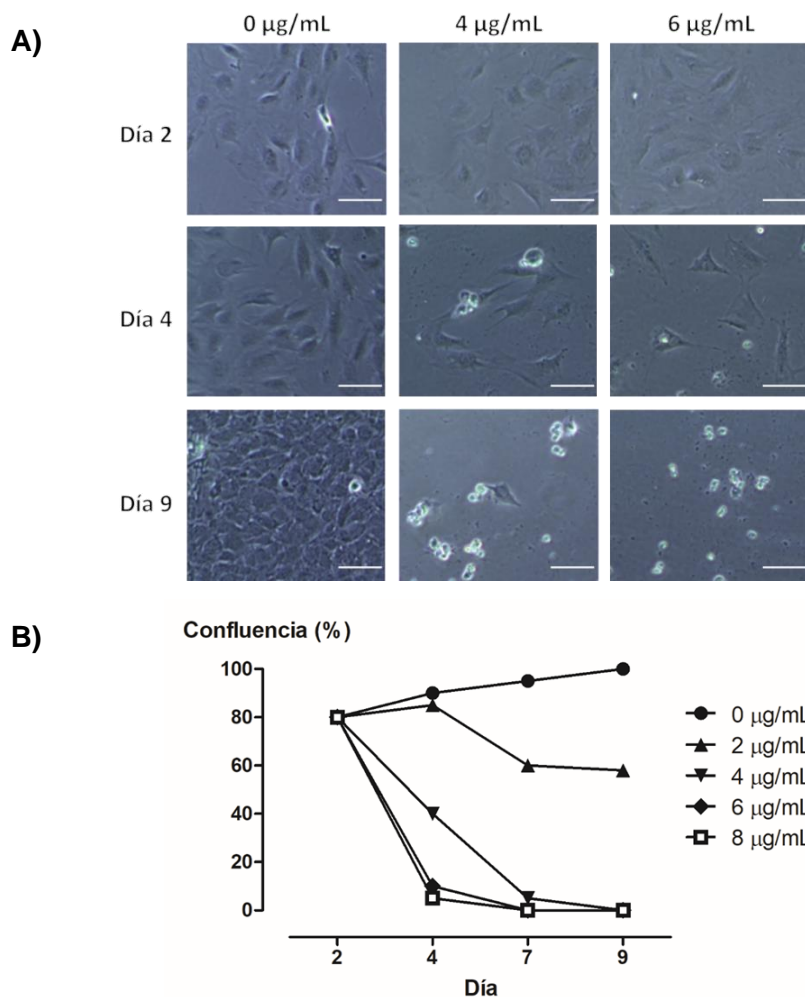 A)
0 µg/mL 4 µg/mL 6 µg/mL
Día 2
Día 4
Día 9
B)
Confluencia (%)
100
80
60
40
20
0
2 4 7 9
Día
0 µg/mL
2 µg/mL
4 µg/mL
6 µg/mL
8 µg/mL